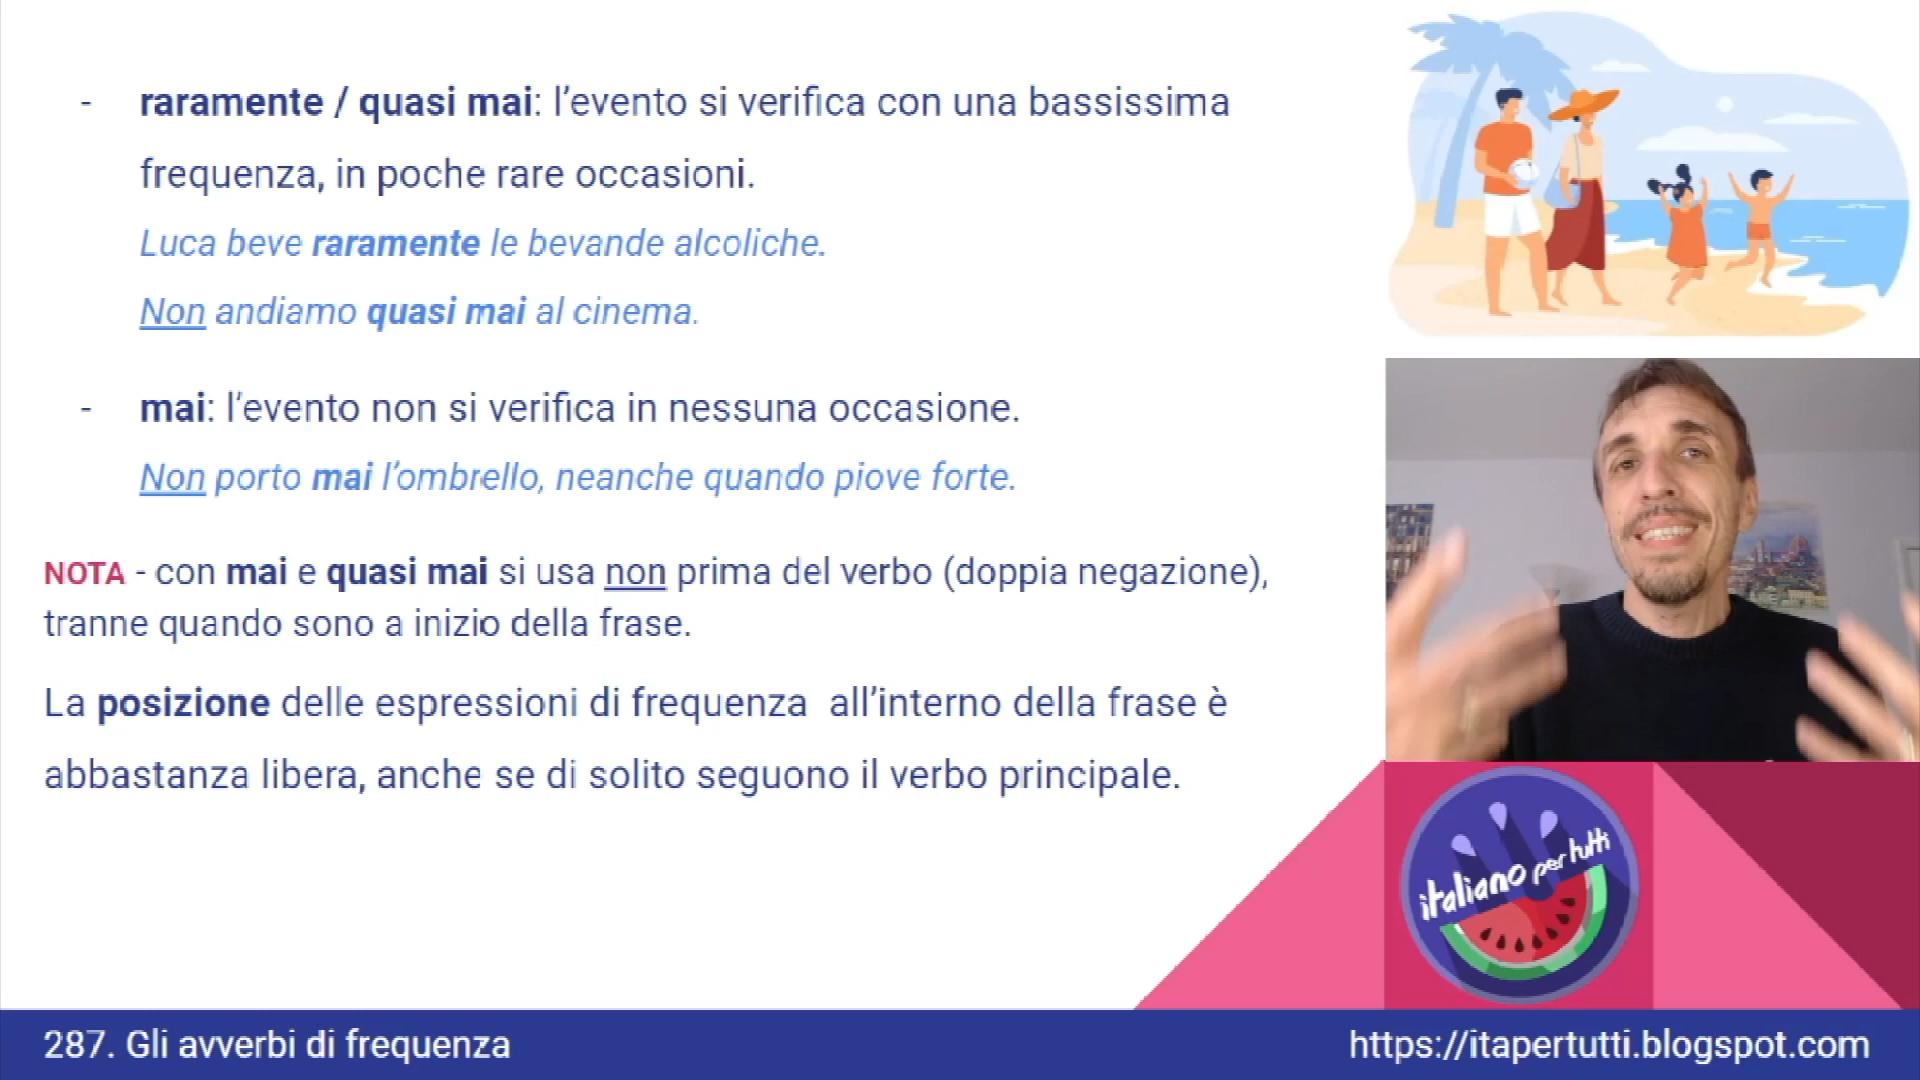 - raramente / quasi mai: l'evento si verifica con una bassissima
frequenza, in poche rare occasioni.
Luca beve raramente le bevande alcoliche.
Non andiamo quasi mai al cinema.
- mai: l'evento non si verifica in nessuna occasione.
Non porto mai l'ombrello, neanche quando piove forte.
NOTA - con mai e quasi mai si usa non prima del verbo (doppia negazione),
tranne quando sono a inizio della frase.
La posizione delle espressioni di frequenza all'interno della frase è
abbastanza libera, anche se di solito seguono il verbo principale.
italiano per tutti
287. Gli avverbi di frequenza
https://itapertutti.blogspot.com